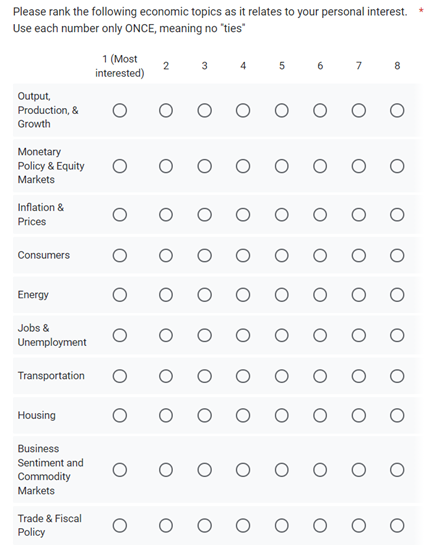 Please rank the following economic topics as it relates to your personal interest. *
Use each number only ONCE, meaning no "ties"
1 (Most
interested) 2 3 4 5 6 7 8
Output,
Production, &
Growth
Monetary
Policy & Equity
Markets
Inflation &
Prices
Consumers
Energy
Jobs &
Unemployment
Transportation
Housing
Business
Sentiment and
Commodity
Markets
Trade & Fiscal
Policy